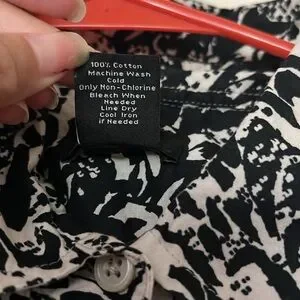 100% Cotton
Machine Wash
Cold
Only Non-Chlorine
Bleach When
Needed
Line Dry
Cool Iron
if Needed